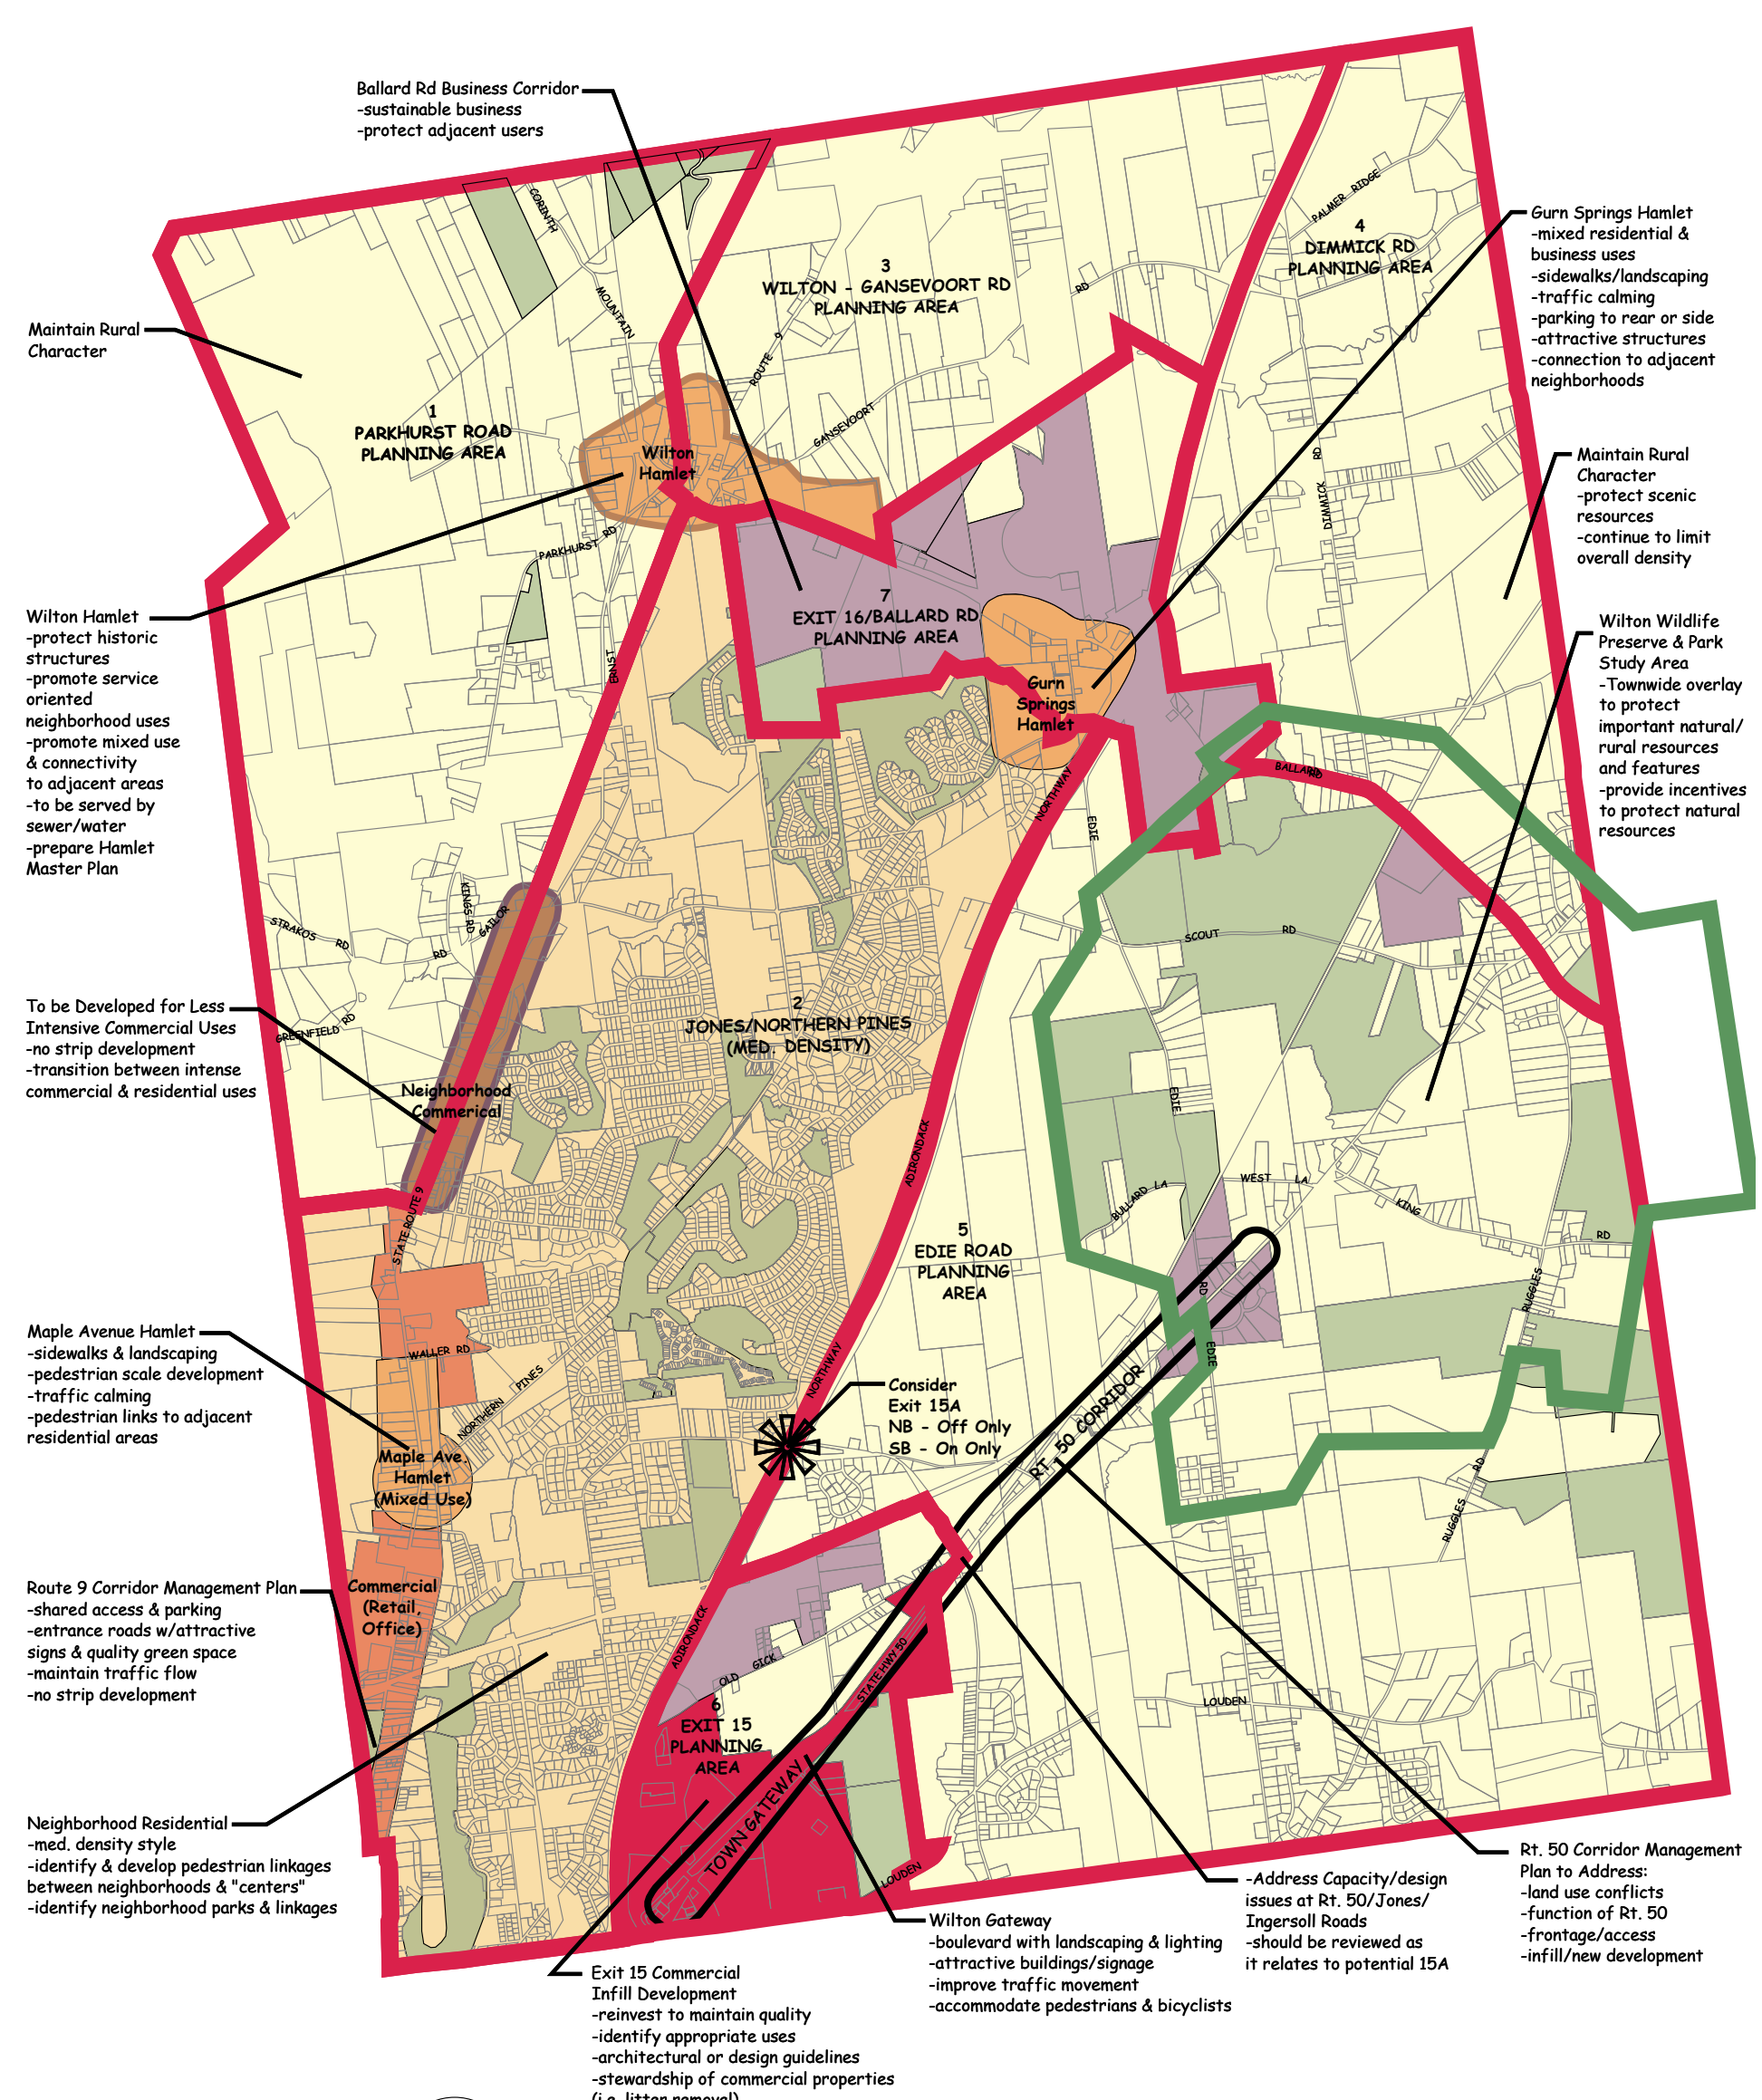 Ballard Rd Business Corridor
-sustainable business
-protect adjacent users
Gurn Springs Hamlet
-mixed residential &
business uses
-sidewalks/landscaping
-traffic calming
-parking to rear or side
-attractive structures
-connection to adjacent
neighborhoods
Maintain Rural
Character
Maintain Rural
Character
-protect scenic
resources
-continue to limit
overall density
Wilton Hamlet
-protect historic
structures
-promote service
oriented
neighborhood uses
-promote mixed use
& connectivity
to adjacent areas
-to be served by
sewer/water
-prepare Hamlet
Master Plan
Wilton Wildlife
Preserve & Park
Study Area
-Townwide overlay
to protect
important natural/
rural resources
and features
-provide incentives
to protect natural
resources
To be Developed for Less
Intensive Commercial Uses
-no strip development
-transition between intense
commercial & residential uses
Maple Avenue Hamlet
-sidewalks & landscaping
-pedestrian scale development
-traffic calming
-pedestrian links to adjacent
residential areas
Route 9 Corridor Management Plan
-shared access & parking
-entrance roads w/attractive
signs & quality green space
-maintain traffic flow
-no strip development
Neighborhood Residential
-med. density style
-identify & develop pedestrian linkages
between neighborhoods & "centers"
-identify neighborhood parks & linkages
Exit 15 Commercial
Infill Development
-reinvest to maintain quality
-identify appropriate uses
-architectural or design guidelines
-stewardship of commercial properties
(i.e. litter removal)
Wilton Gateway
-boulevard with landscaping & lighting
-attractive buildings/signage
-improve traffic movement
-accommodate pedestrians & bicyclists
-Address Capacity/design
issues at Rt. 50/Jones/
Ingersoll Roads
-should be reviewed as
it relates to potential 15A
Rt. 50 Corridor Management
Plan to Address:
-land use conflicts
-function of Rt. 50
-frontage/access
-infill/new development
Consider
Exit 15A
NB - Off Only
SB - On Only
1
PARKHURST ROAD
PLANNING AREA
2
JONES/NORTHERN PINES
(MED. DENSITY)
3
WILTON - GANSEVOORT RD
PLANNING AREA
4
DIMMICK RD
PLANNING AREA
5
EDIE ROAD
PLANNING
AREA
6
EXIT 15
PLANNING
AREA
7
EXIT 16/BALLARD RD
PLANNING AREA
Wilton
Hamlet
Gurn
Springs
Hamlet
Neighborhood
Commerical
Maple Ave.
Hamlet
(Mixed Use)
Commercial
(Retail,
Office)
RT. 50 CORRIDOR
TOWN GATEWAY
CORINTH
MOUNTAIN
ROUTE 9
GANSEVOORT
RD
PALMER RIDGE
RD
DIMMICK
PARKHURST RD
ERNST
NORTHWAY
EDIE
BALLARD
RD
KINGS RD
GAILOR
RD
STRAKOS RD
GREENFIELD RD
SCOUT RD
EDIE
ADIRONDACK
BULLARD LA
WEST LA
KING
RD
STATE ROUTE 9
RD
EDIE
RUGGLES
WALLER RD
NORTHERN PINES
NORTHWAY
RD
RUGGLES
ADIRONDACK
OLD GICK
STATE HWY 50
LOUDEN
LOUDEN